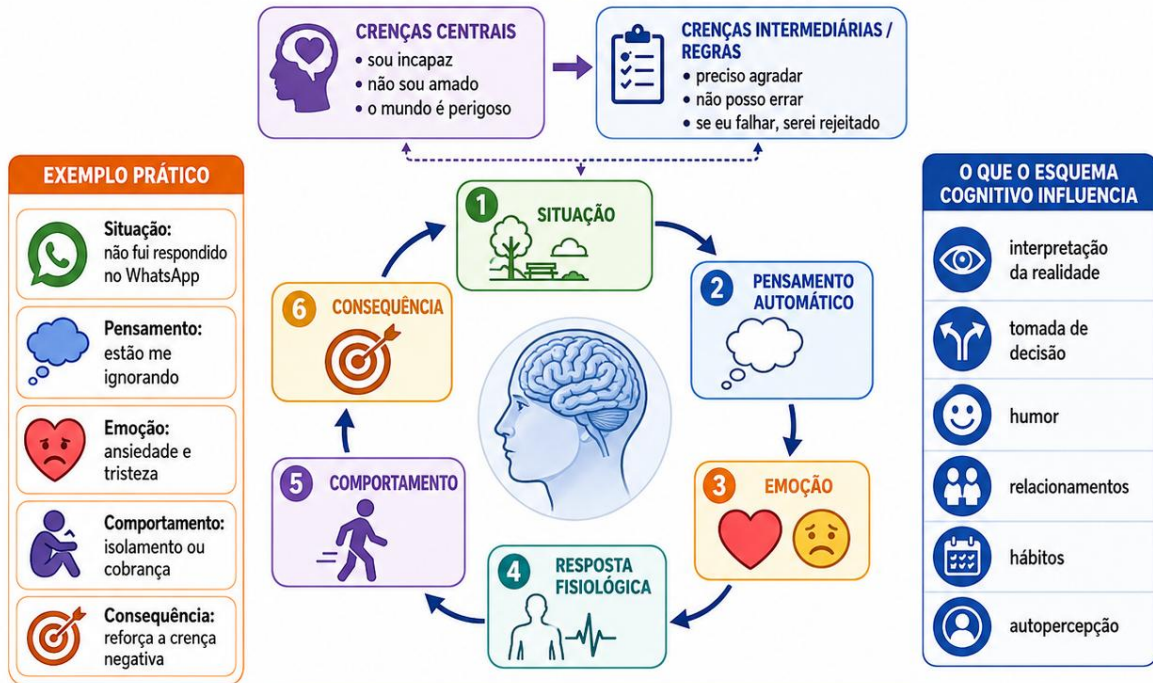 CRENÇAS CENTRAIS
• sou incapaz
• não sou amado
• o mundo é perigoso
CRENÇAS INTERMEDIÁRIAS /
REGRAS
• preciso agradar
• não posso errar
• se eu falhar, serei rejeitado
EXEMPLO PRÁTICO
Situação:
não fui respondido
no WhatsApp
Pensamento:
estão me
ignorando
Emoção:
ansiedade e
tristeza
Comportamento:
isolamento ou
cobrança
Consequência:
reforça a crença
negativa
1 SITUAÇÃO
2 PENSAMENTO
AUTOMÁTICO
3 EMOÇÃO
4 RESPOSTA
FISIOLÓGICA
5 COMPORTAMENTO
6 CONSEQUÊNCIA
O QUE O ESQUEMA
COGNITIVO INFLUENCIA
interpretação
da realidade
tomada de
decisão
humor
relacionamentos
hábitos
autopercepção